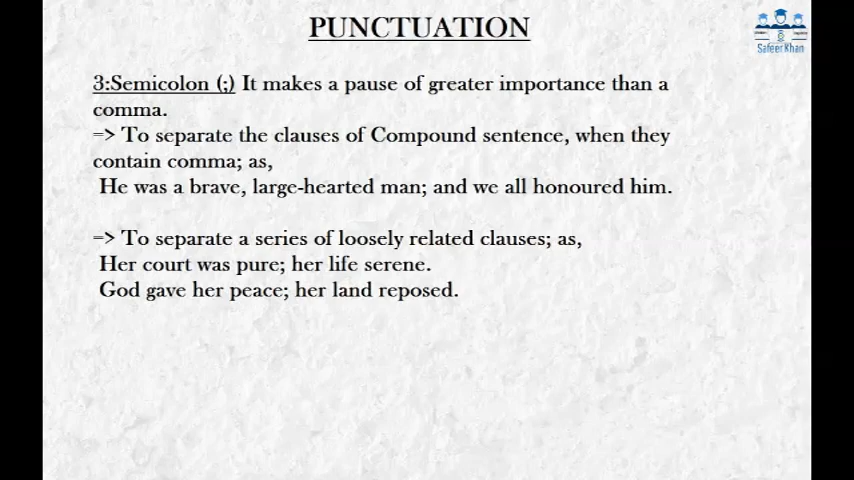 PUNCTUATION
Safeer Khan
3:Semicolon (;) It makes a pause of greater importance than a
comma.
=> To separate the clauses of Compound sentence, when they
contain comma; as,
He was a brave, large-hearted man; and we all honoured him.
=> To separate a series of loosely related clauses; as,
Her court was pure; her life serene.
God gave her peace; her land reposed.